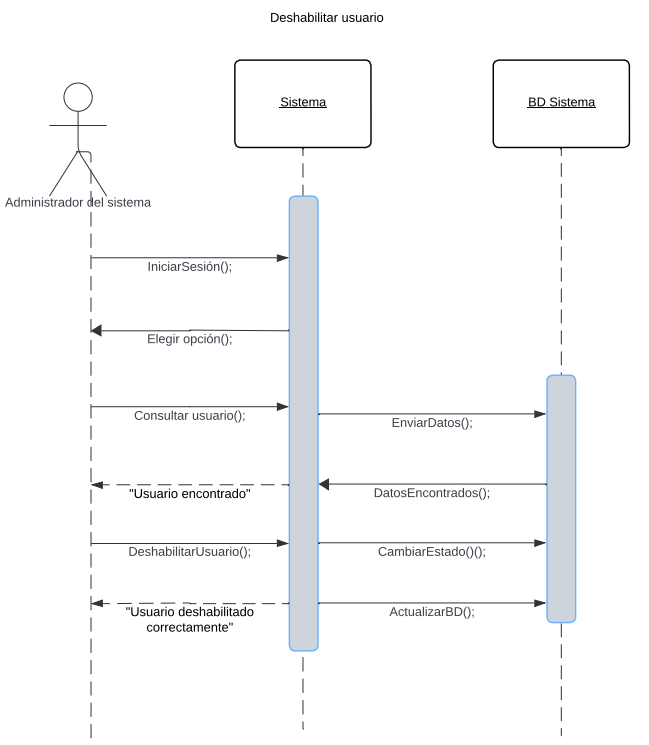 Deshabilitar usuario
Sistema
BD Sistema
Administrador del sistema
IniciarSesión();
Elegir opción();
Consultar usuario();
EnviarDatos();
"Usuario encontrado"
DatosEncontrados();
DeshabilitarUsuario();
CambiarEstado()();
"Usuario deshabilitado
correctamente"
ActualizarBD();